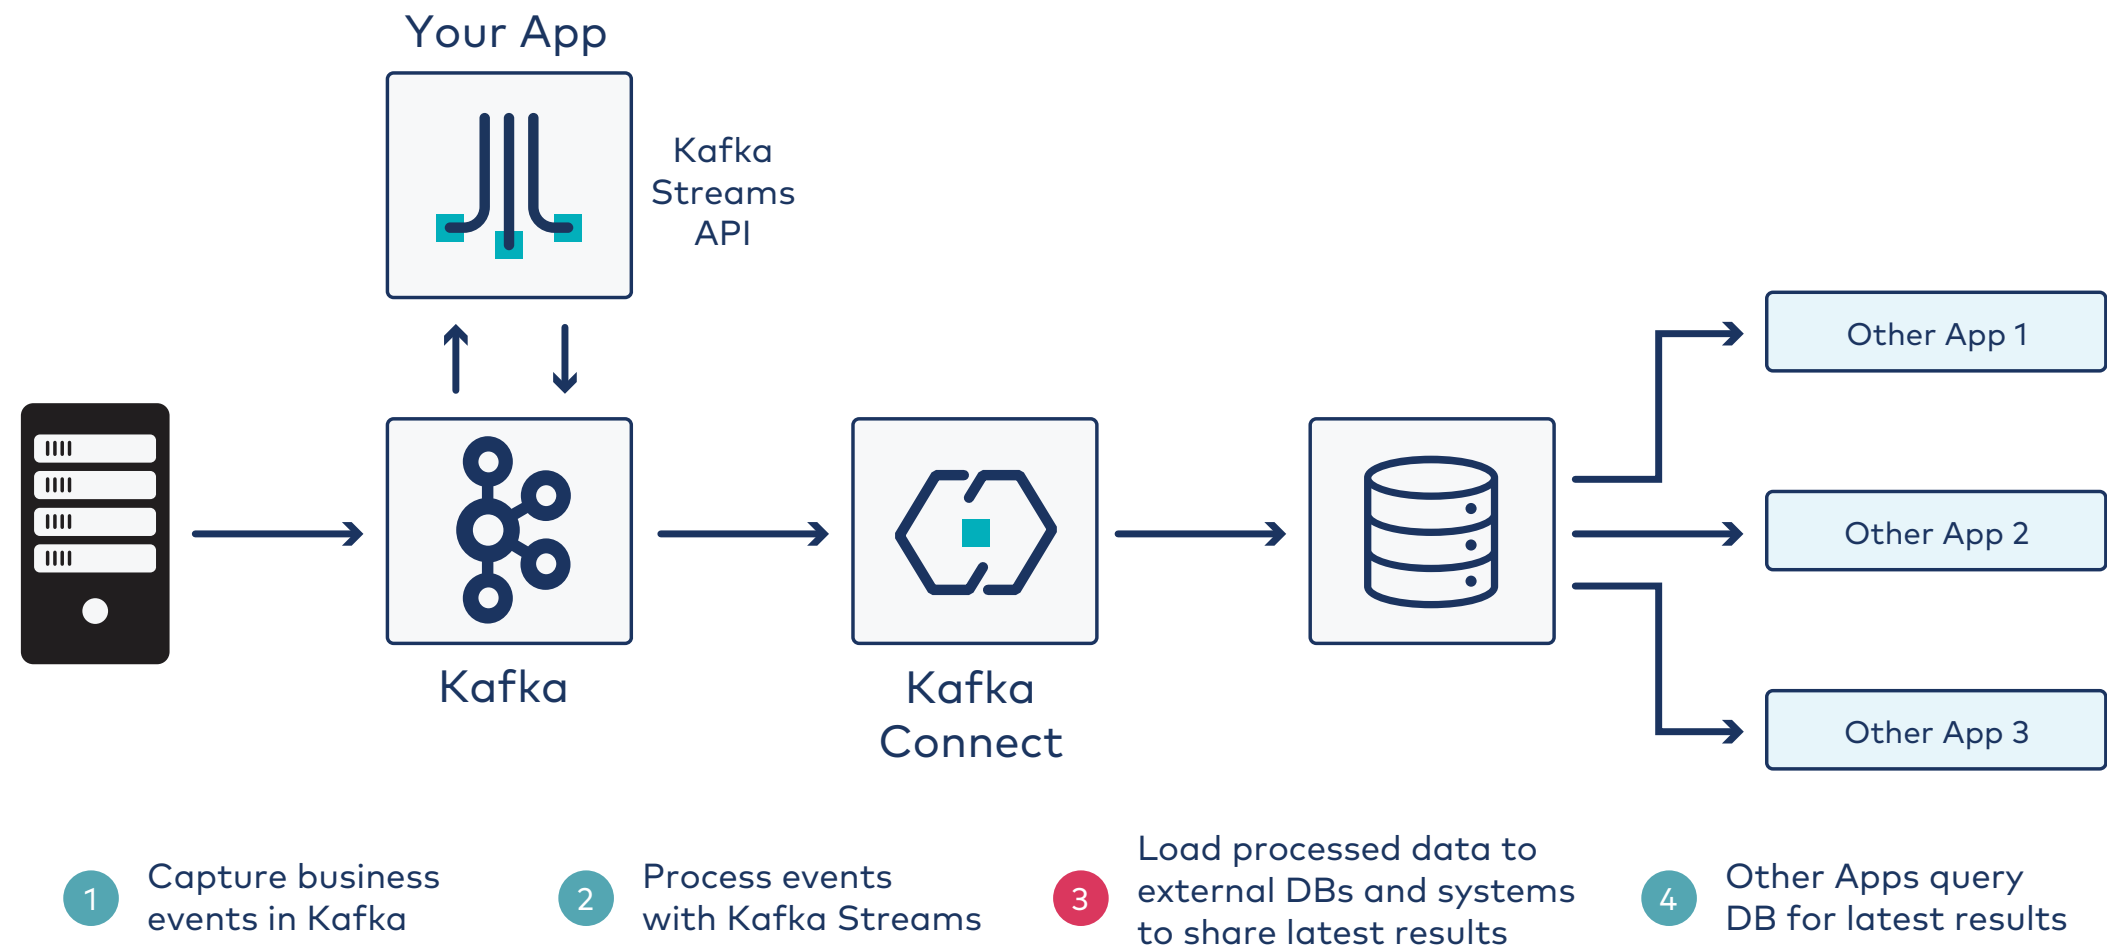 Your App
Kafka
Streams
API
Other App 1
Other App 2
Other App 3
Kafka
Kafka
Connect
1
Capture business
events in Kafka
2
Process events
with Kafka Streams
3
Load processed data to
external DBs and systems
to share latest results
4
Other Apps query
DB for latest results